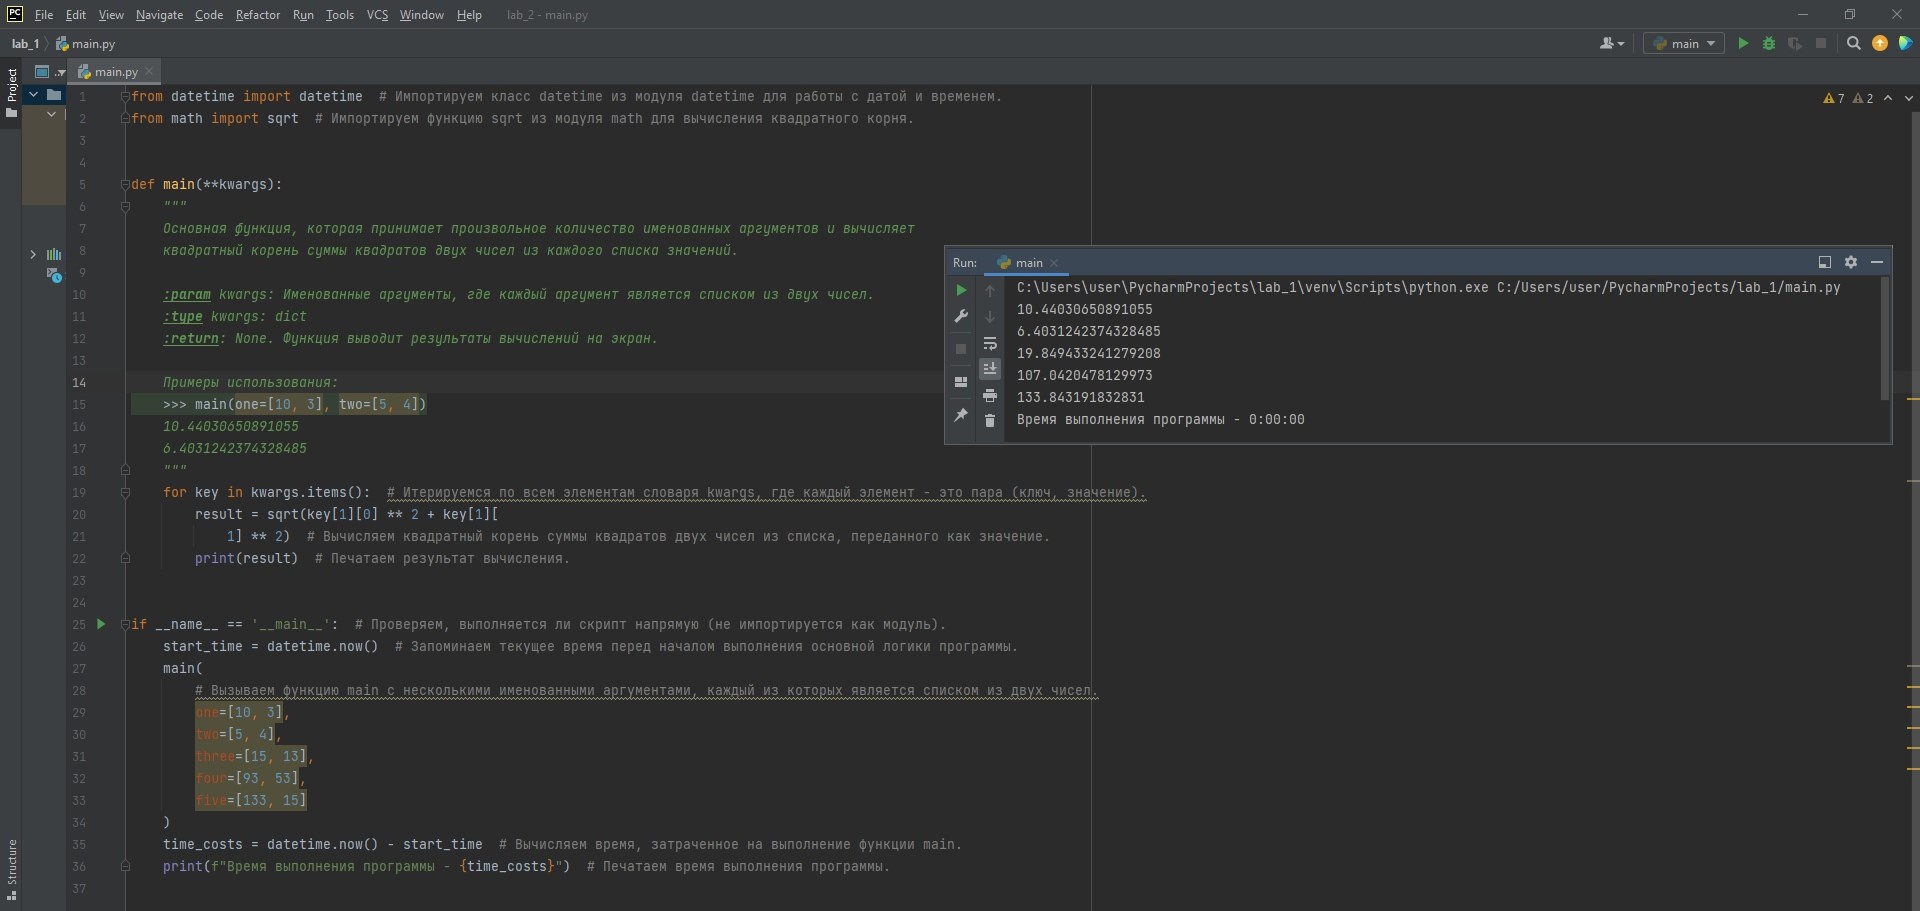 File Edit View Navigate Code Refactor Run Tools VCS Window Help lab_2 - main.py
lab_1 main.py main
Project
main.py
7 2
1 from datetime import datetime  # Импортируем класс datetime из модуля datetime для работы с датой и временем.
2 from math import sqrt  # Импортируем функцию sqrt из модуля math для вычисления квадратного корня.
3
4
5 def main(**kwargs):
6     """
7     Основная функция, которая принимает произвольное количество именованных аргументов и вычисляет
8     квадратный корень суммы квадратов двух чисел из каждого списка значений.
9
10     :param kwargs: Именованные аргументы, где каждый аргумент является списком из двух чисел.
11     :type kwargs: dict
12     :return: None. Функция выводит результаты вычислений на экран.
13
14     Примеры использования:
15     >>> main(one=[10, 3], two=[5, 4])
16     10.44030650891055
17     6.4031242374328485
18     """
19     for key in kwargs.items():  # Итерируемся по всем элементам словаря kwargs, где каждый элемент - это пара (ключ, значение).
20         result = sqrt(key[1][0] ** 2 + key[1][
21             1] ** 2)  # Вычисляем квадратный корень суммы квадратов двух чисел из списка, переданного как значение.
22         print(result)  # Печатаем результат вычисления.
23
24
25 if __name__ == '__main__':  # Проверяем, выполняется ли скрипт напрямую (не импортируется как модуль).
26     start_time = datetime.now()  # Запоминаем текущее время перед началом выполнения основной логики программы.
27     main(
28         # Вызываем функцию main с несколькими именованными аргументами, каждый из которых является списком из двух чисел.
29         one=[10, 3],
30         two=[5, 4],
31         three=[15, 13],
32         four=[93, 53],
33         five=[133, 15]
34     )
35     time_costs = datetime.now() - start_time  # Вычисляем время, затраченное на выполнение функции main.
36     print(f"Время выполнения программы - {time_costs}")  # Печатаем время выполнения программы.
37
Structure
Run: main
C:\Users\user\PycharmProjects\lab_1\venv\Scripts\python.exe C:/Users/user/PycharmProjects/lab_1/main.py
10.44030650891055
6.4031242374328485
19.849433241279208
107.0420478129973
133.843191832831
Время выполнения программы - 0:00:00